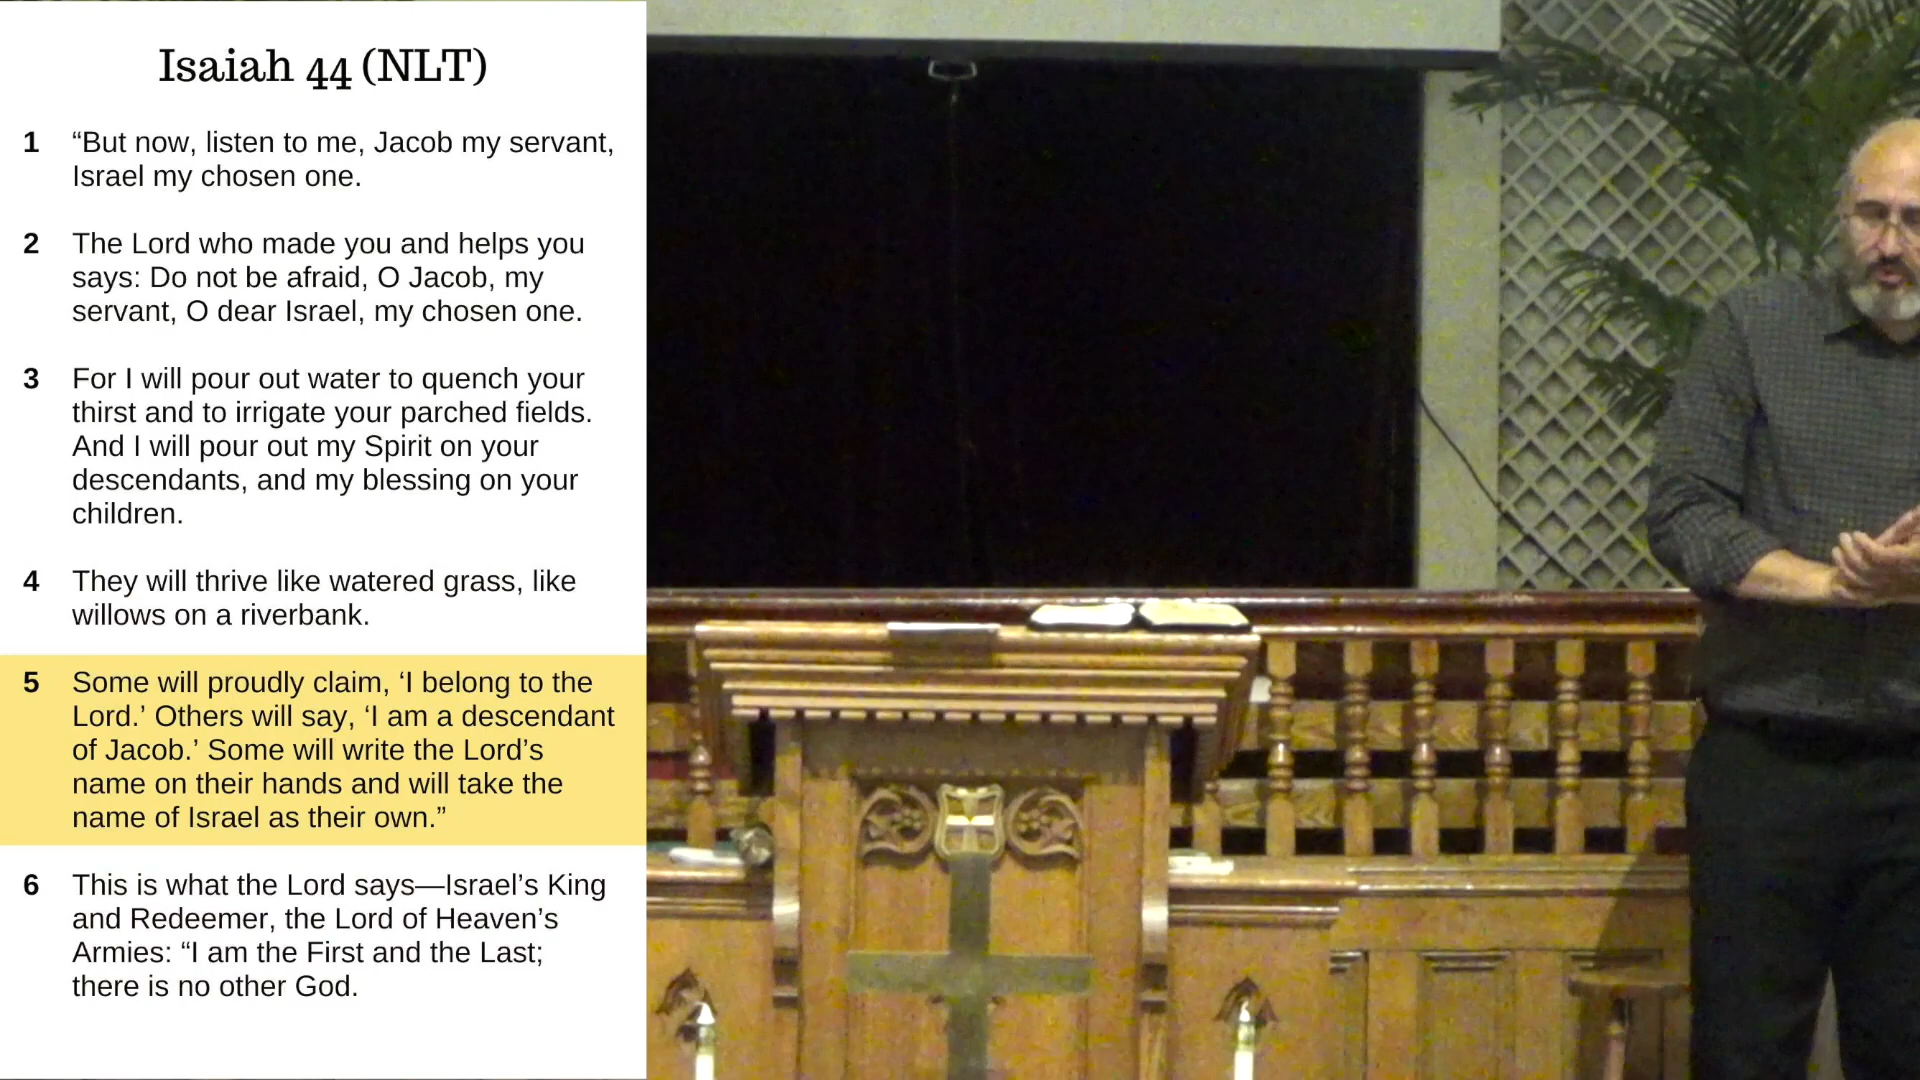 Isaiah 44 (NLT)
1 “But now, listen to me, Jacob my servant,
Israel my chosen one.
2 The Lord who made you and helps you
says: Do not be afraid, O Jacob, my
servant, O dear Israel, my chosen one.
3 For I will pour out water to quench your
thirst and to irrigate your parched fields.
And I will pour out my Spirit on your
descendants, and my blessing on your
children.
4 They will thrive like watered grass, like
willows on a riverbank.
5 Some will proudly claim, ‘I belong to the
Lord.’ Others will say, ‘I am a descendant
of Jacob.’ Some will write the Lord’s
name on their hands and will take the
name of Israel as their own.”
6 This is what the Lord says—Israel’s King
and Redeemer, the Lord of Heaven’s
Armies: “I am the First and the Last;
there is no other God.